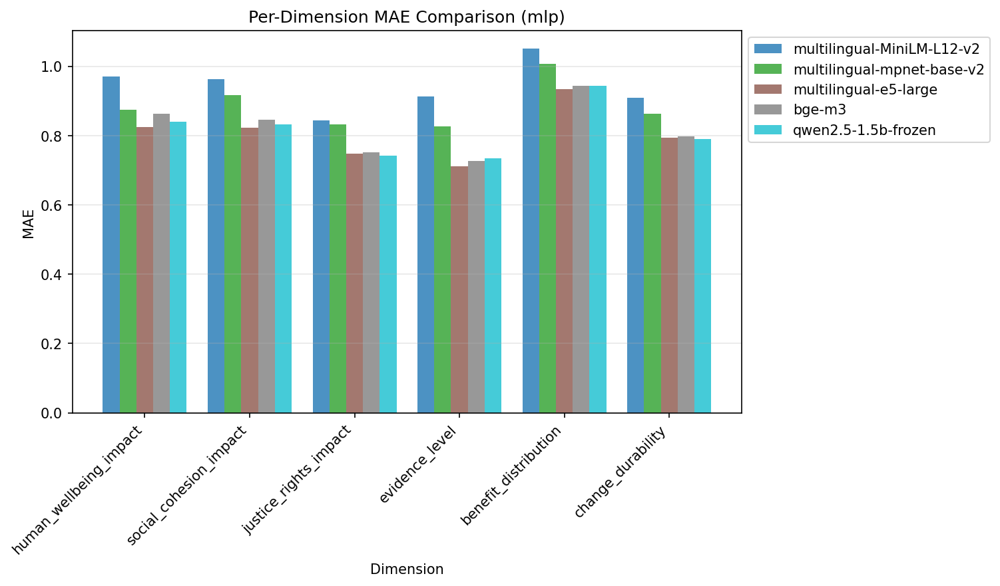 Per-Dimension MAE Comparison (mlp)
multilingual-MiniLM-L12-v2
multilingual-mpnet-base-v2
multilingual-e5-large
bge-m3
qwen2.5-1.5b-frozen
MAE
1.0
0.8
0.6
0.4
0.2
0.0
human_wellbeing_impact
social_cohesion_impact
justice_rights_impact
evidence_level
benefit_distribution
change_durability
Dimension